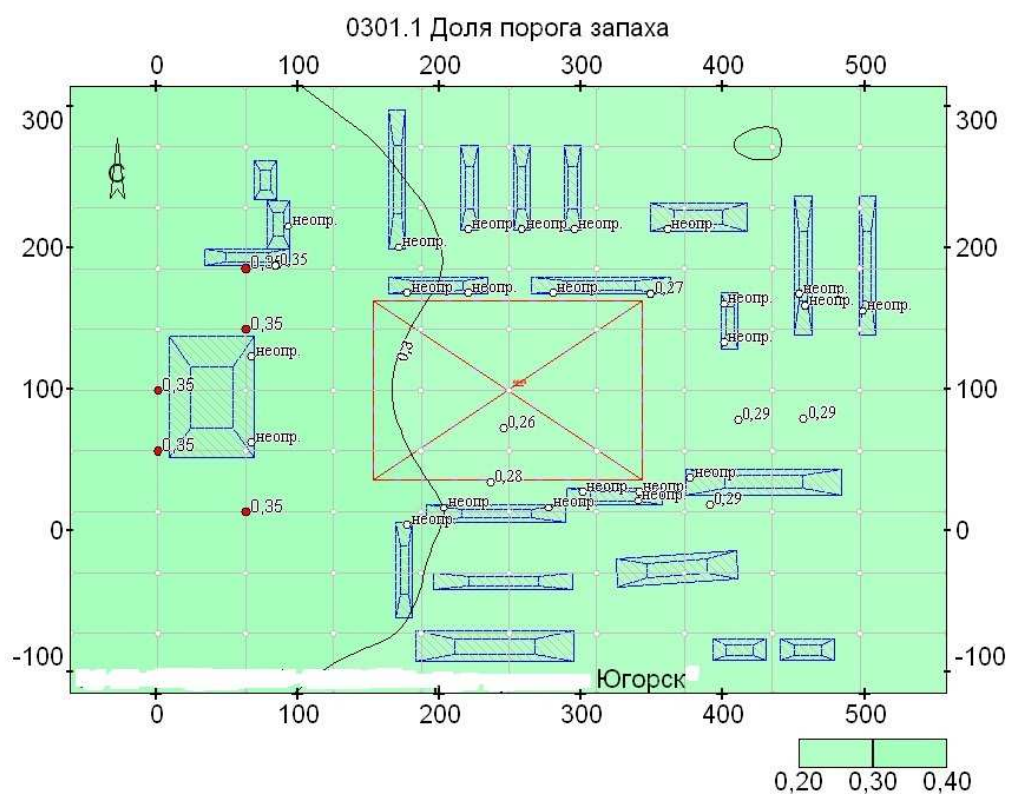 0301.1 Доля порога запаха
0 100 200 300 400 500
300 300
С
неопр.
200 неопр. неопр. неопр. неопр. неопр. 200
0,35 0,35
неопр. неопр. неопр. 0,27 неопр. неопр.
неопр. неопр. неопр.
0,35
неопр. 0,3 неопр.
100 0,35 100
0,26 0,29 0,29
неопр.
0,35
0,28 неопр.
неопр. неопр.
0,35 неопр. неопр. неопр. 0,29
0 неопр. 0
-100 -100
Югорск
0 100 200 300 400 500
0,20 0,30 0,40